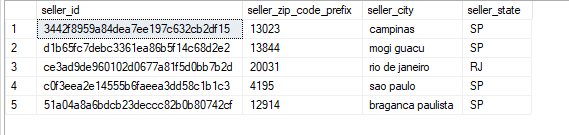 seller_id seller_zip_code_prefix seller_city seller_state
1 3442f8959a84dea7ee197c632cb2df15 13023 campinas SP
2 d1b65fc7debc3361ea86b5f14c68d2e2 13844 mogi guacu SP
3 ce3ad9de960102d0677a81f5d0bb7b2d 20031 rio de janeiro RJ
4 c0f3eea2e14555b6faeea3dd58c1b1c3 4195 sao paulo SP
5 51a04a8a6bdcb23deccc82b0b80742cf 12914 braganca paulista SP